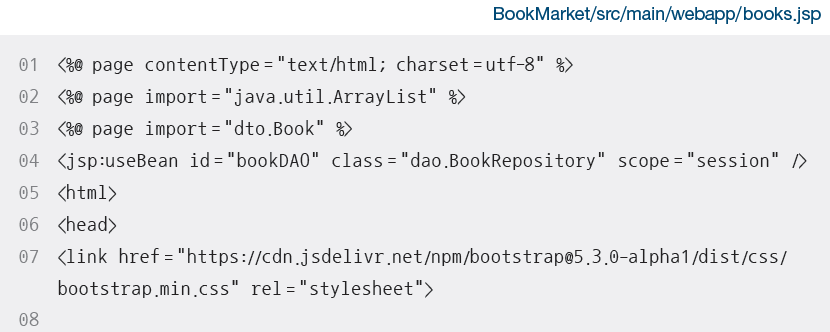 BookMarket/src/main/webapp/books.jsp
01 <%@ page contentType="text/html; charset=utf-8" %>
02 <%@ page import="java.util.ArrayList" %>
03 <%@ page import="dto.Book" %>
04 <jsp:useBean id="bookDAO" class="dao.BookRepository" scope="session" />
05 <html>
06 <head>
07 <link href="https://cdn.jsdelivr.net/npm/bootstrap@5.3.0-alpha1/dist/css/
bootstrap.min.css" rel="stylesheet">
08